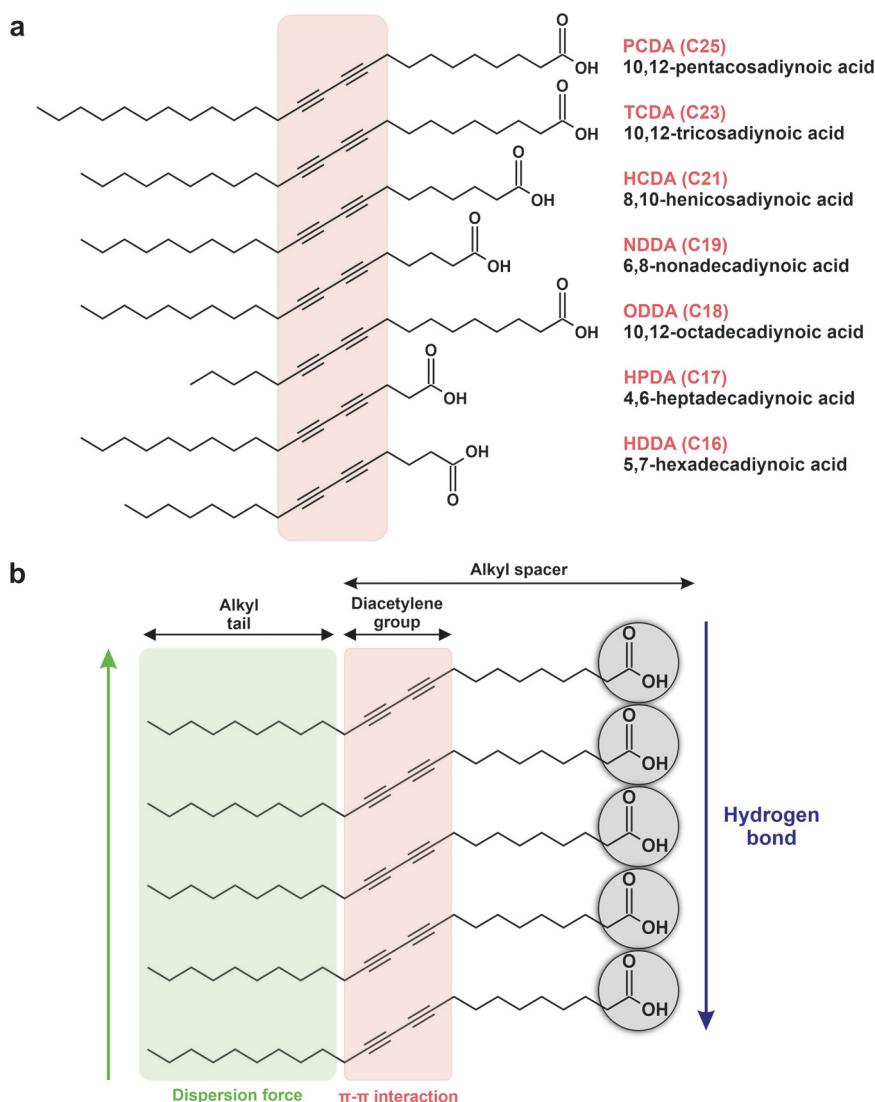 a
PCDA (C25)
10,12-pentacosadiynoic acid
O
OH
TCDA (C23)
10,12-tricosadiynoic acid
O
OH
HCDA (C21)
8,10-henicosadiynoic acid
O
OH
NDDA (C19)
6,8-nonadecadiynoic acid
O
OH
ODDA (C18)
10,12-octadecadiynoic acid
O
OH
HPDA (C17)
4,6-heptadecadiynoic acid
O
OH
HDDA (C16)
5,7-hexadecadiynoic acid
OH
O
b
Alkyl spacer
Alkyl
tail
Diacetylene
group
O
OH
O
OH
O
OH
O
OH
O
OH
Hydrogen
bond
Dispersion force
π-π interaction